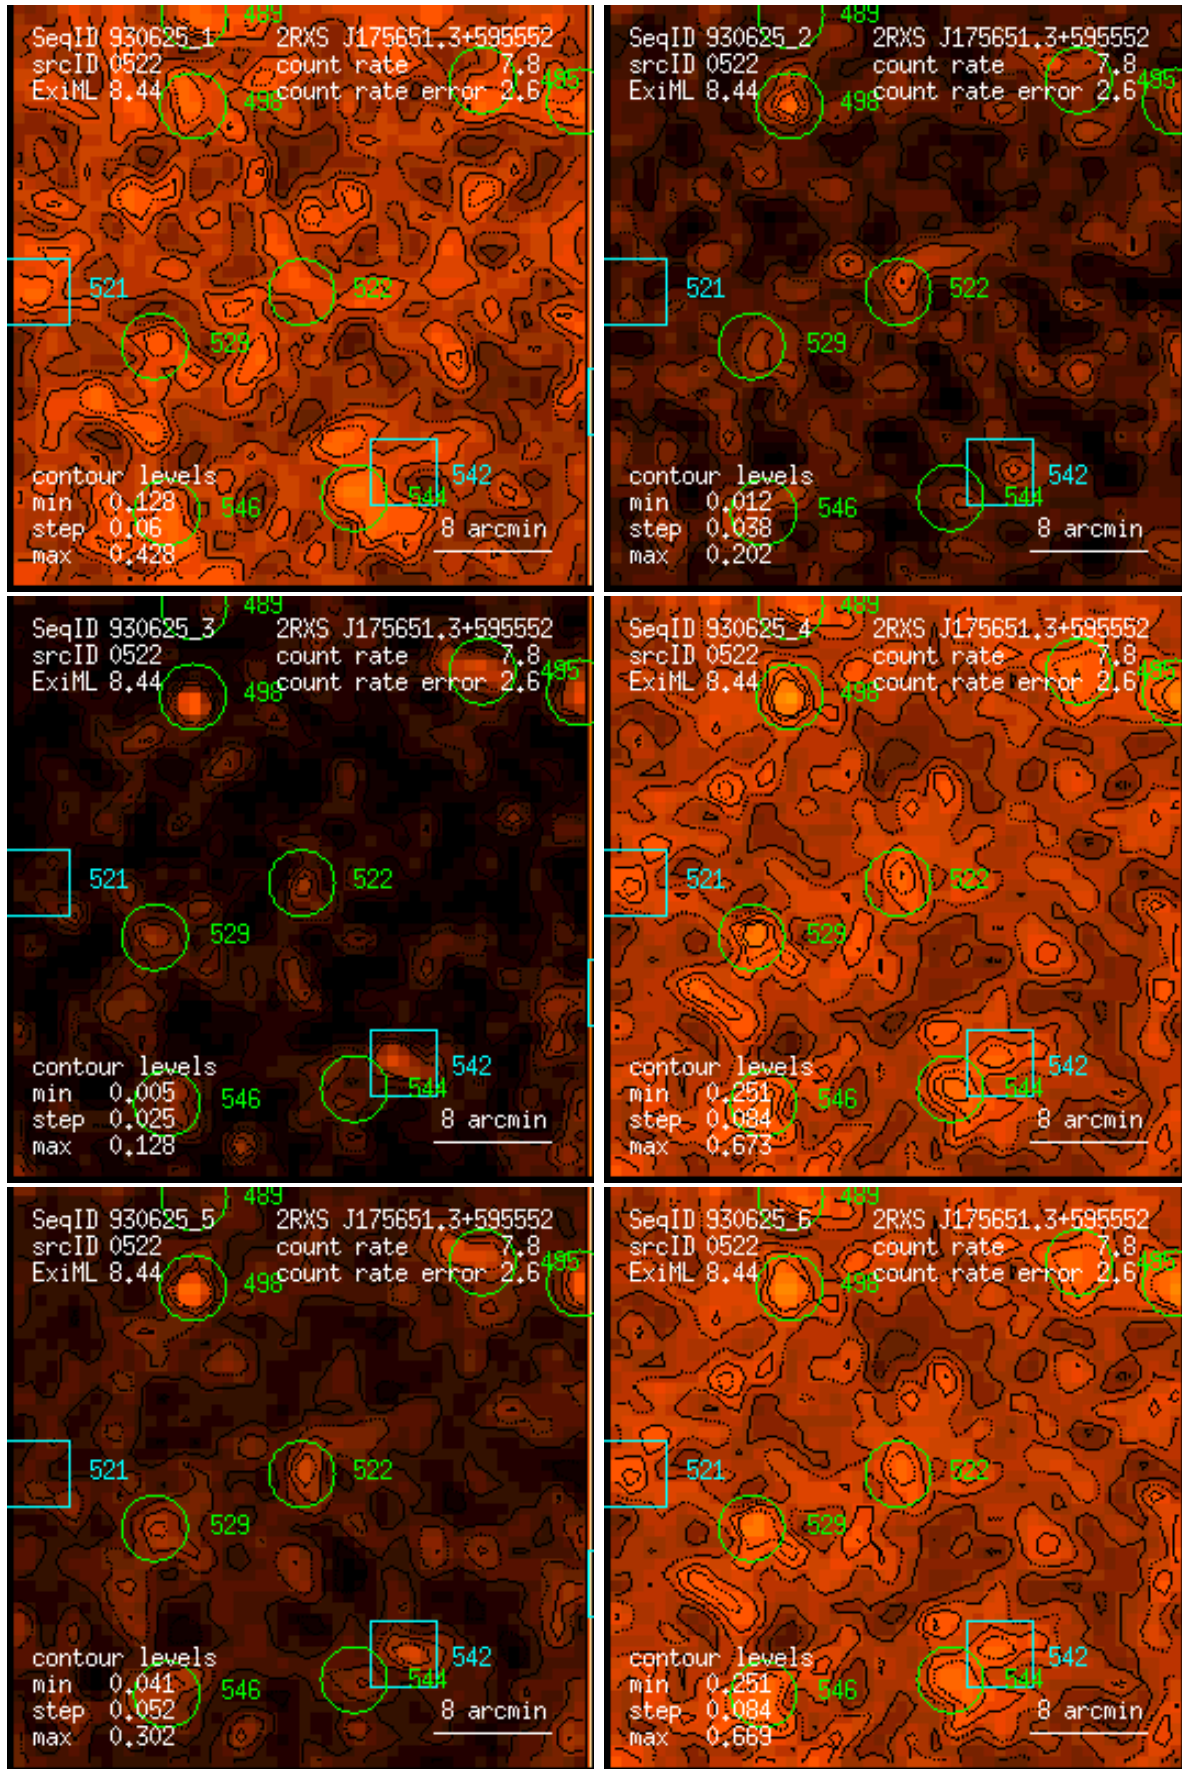 489
SeqID 930625_1 2RXS J175651.3+595552
srcID 0522 count rate 7.8 495
ExiML 8.44 498 count rate error 2.6
521 522
529
contour levels 542
min 0.128 546 544
step 0.06 8 arcmin
max 0.428
489
SeqID 930625_2 2RXS J175651.3+595552
srcID 0522 count rate 7.8 495
ExiML 8.44 498 count rate error 2.6
521 522
529
contour levels 542
min 0.012 546 544
step 0.038 8 arcmin
max 0.202
489
SeqID 930625_3 2RXS J175651.3+595552
srcID 0522 count rate 7.8 495
ExiML 8.44 498 count rate error 2.6
521 522
529
contour levels 542
min 0.005 546 544
step 0.025 8 arcmin
max 0.128
489
SeqID 930625_4 2RXS J175651.3+595552
srcID 0522 count rate 7.8 495
ExiML 8.44 498 count rate error 2.6
521 522
529
contour levels 542
min 0.251 546 544
step 0.084 8 arcmin
max 0.673
489
SeqID 930625_5 2RXS J175651.3+595552
srcID 0522 count rate 7.8 495
ExiML 8.44 498 count rate error 2.6
521 522
529
contour levels 542
min 0.041 546 544
step 0.052 8 arcmin
max 0.302
489
SeqID 930625_6 2RXS J175651.3+595552
srcID 0522 count rate 7.8 495
ExiML 8.44 498 count rate error 2.6
521 522
529
contour levels 542
min 0.251 546 544
step 0.084 8 arcmin
max 0.669